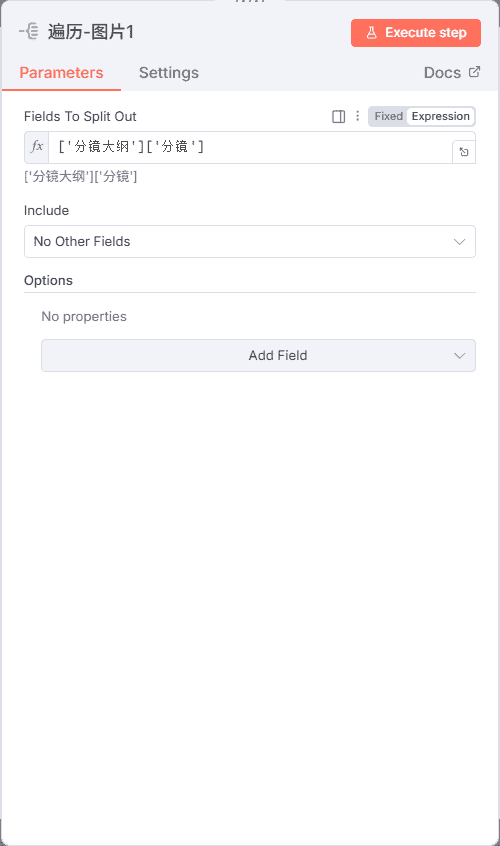 遍历-图片1
Execute step
Parameters
Settings
Docs
Fields To Split Out
Fixed
Expression
fx
['分镜大纲']['分镜']
['分镜大纲']['分镜']
Include
No Other Fields
Options
No properties
Add Field